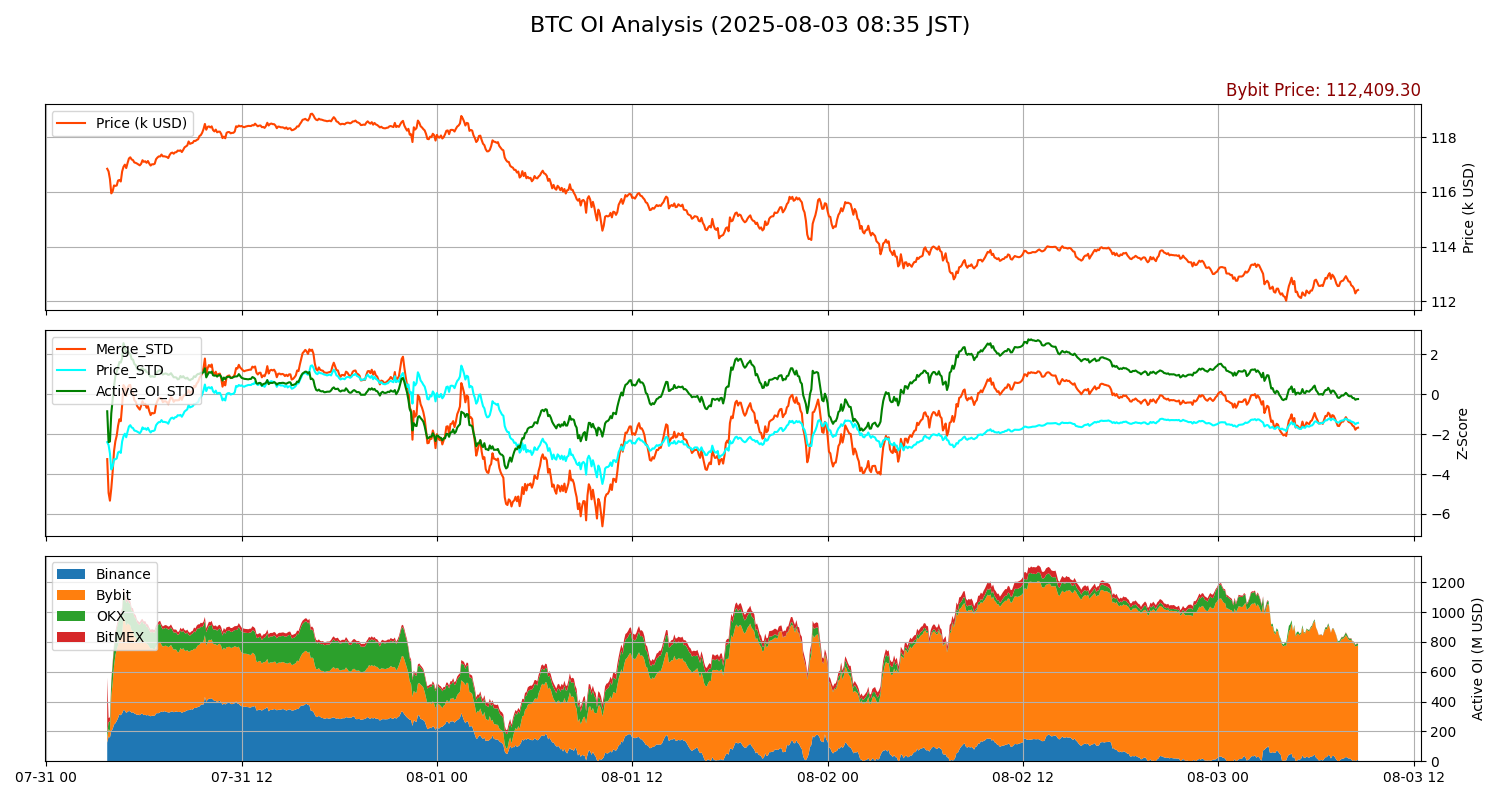 BTC OI Analysis (2025-08-03 08:35 JST)
Bybit Price: 112,409.30
Price (k USD)
118
116
114
112
Price (k USD)
Merge_STD
Price_STD
Active_OI_STD
2
0
−2
−4
−6
Z-Score
Binance
Bybit
OKX
BitMEX
1200
1000
800
600
400
200
0
Active OI (M USD)
07-31 00
07-31 12
08-01 00
08-01 12
08-02 00
08-02 12
08-03 00
08-03 12